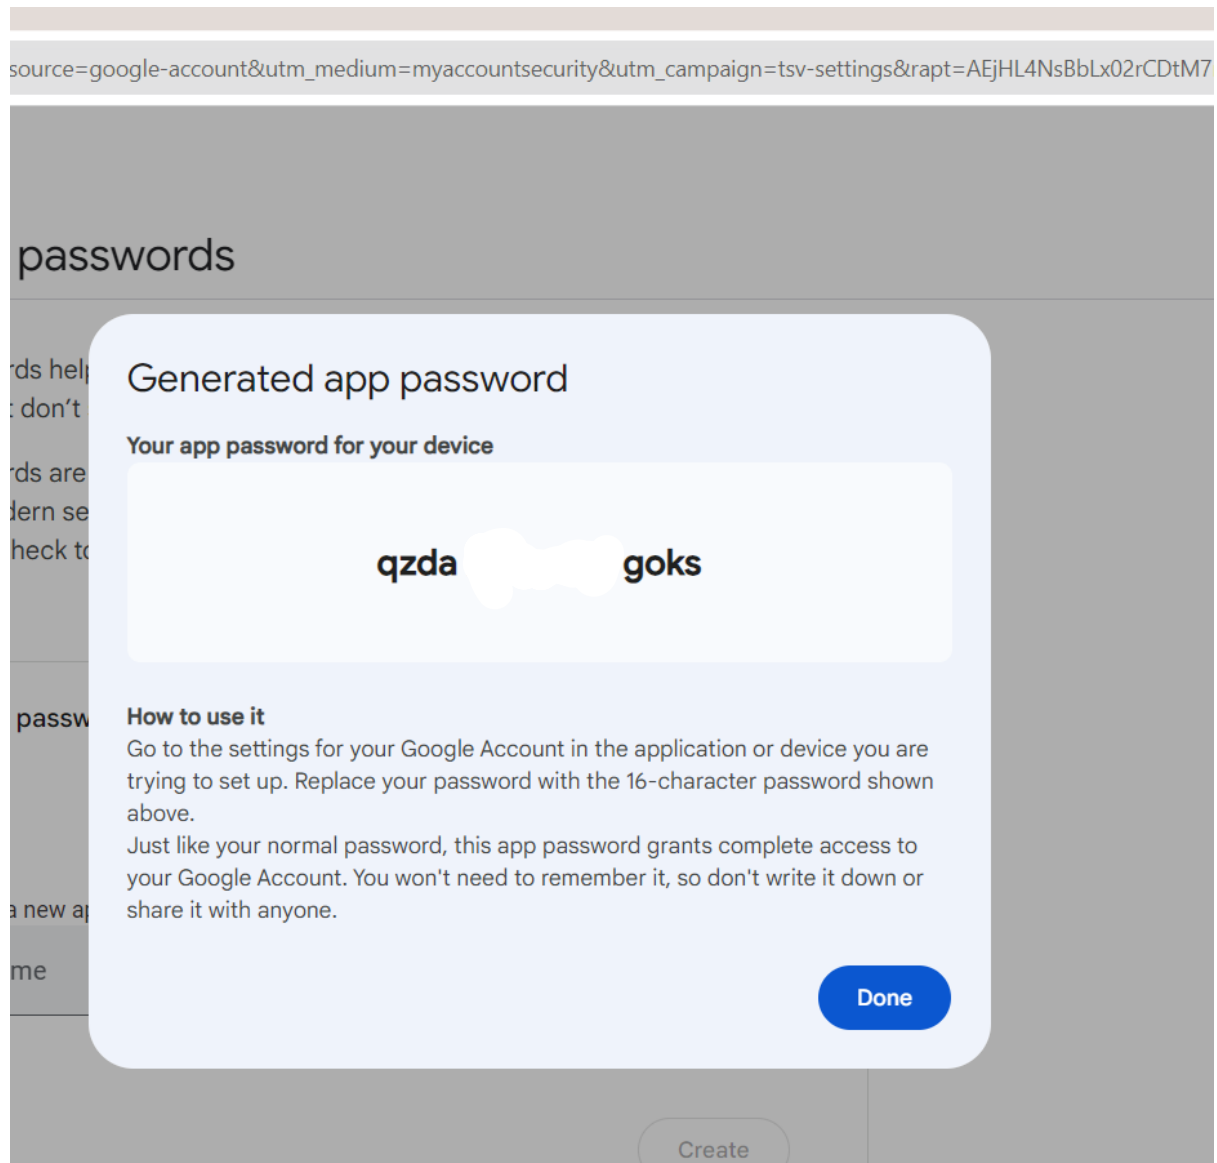 source=google-account&utm_medium=myaccountsecurity&utm_campaign=tsv-settings&rapt=AEjHL4NsBbLx02rCDtM7
passwords
rds help
t don't
rds are
dern se
heck to
Generated app password
Your app password for your device
qzda goks
passw
How to use it
Go to the settings for your Google Account in the application or device you are
trying to set up. Replace your password with the 16-character password shown
above.
Just like your normal password, this app password grants complete access to
your Google Account. You won't need to remember it, so don't write it down or
share it with anyone.
a new ap
me
Done
Create